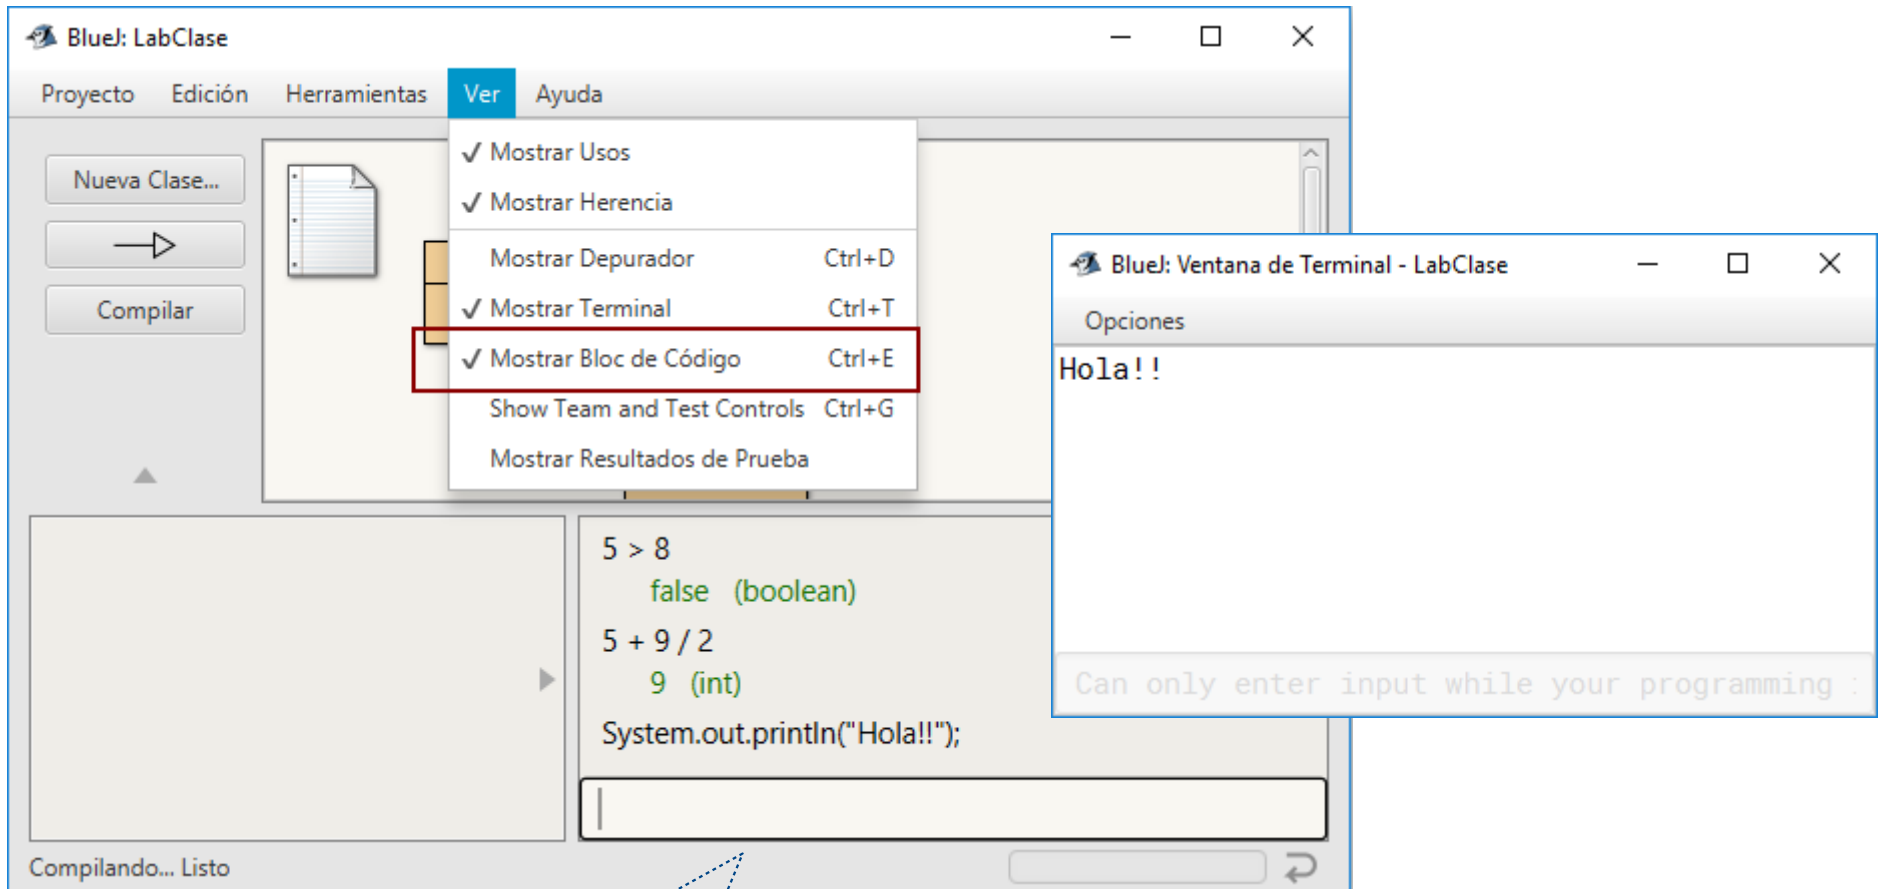 BlueJ: LabClase
Proyecto Edición Herramientas Ver Ayuda
Nueva Clase...
Compilar
Mostrar Usos
Mostrar Herencia
Mostrar Depurador Ctrl+D
Mostrar Terminal Ctrl+T
Mostrar Bloc de Código Ctrl+E
Show Team and Test Controls Ctrl+G
Mostrar Resultados de Prueba
BlueJ: Ventana de Terminal - LabClase
Opciones
Hola!!
Can only enter input while your programming
5 > 8
false (boolean)
5 + 9 / 2
9 (int)
System.out.println("Hola!!");
Compilando... Listo